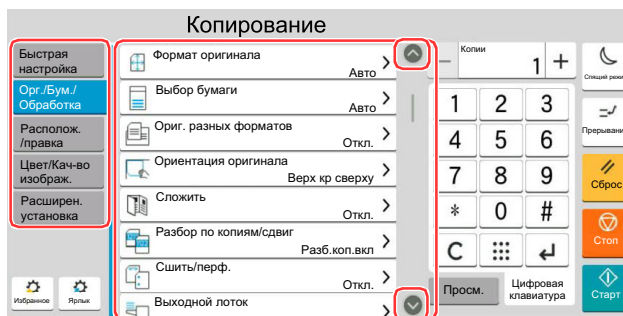 Копирование
Быстрая
настройка
Орг./Бум./
Обработка
Располож.
/правка
Цвет/Кач-во
изображ.
Расширен.
установка
Избранное
Ярлык
Формат оригинала
Авто
Выбор бумаги
Авто
Ориг. разных форматов
Откл.
Ориентация оригинала
Верх кр сверху
Сложить
Откл.
Разбор по копиям/сдвиг
Разб.коп.вкл
Сшить/перф.
Откл.
Выходной лоток
Копии
− 1 +
1 2 3
4 5 6
7 8 9
* 0 #
C
Просм.
Цифровая
клавиатура
Спящий режи
Прерывани
Сброс
Стоп
Старт